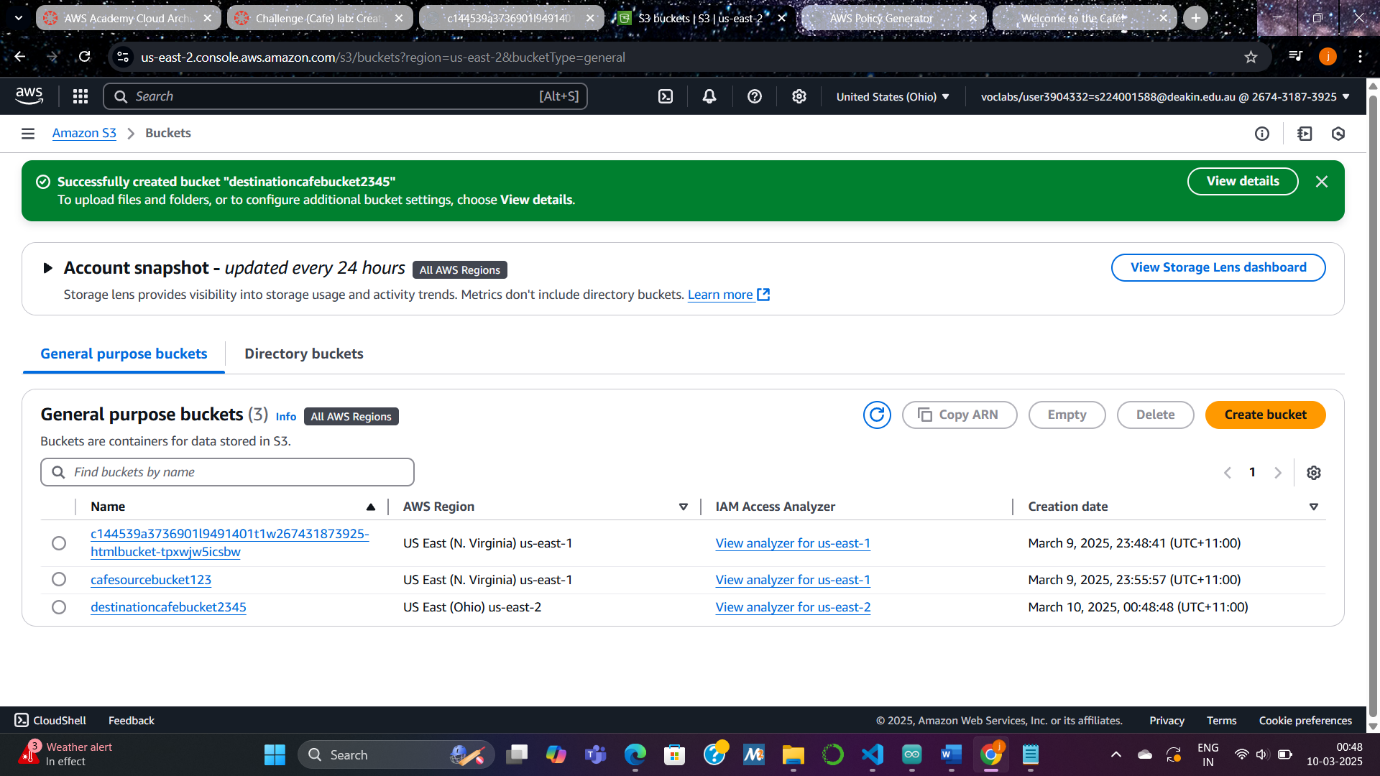 AWS Academy Cloud Arch
Challenge (Cafe) lab: Creat
c144539a3736901l949140
S3 buckets | S3 | us-east-2
AWS Policy Generator
Welcome to the Café!
us-east-2.console.aws.amazon.com/s3/buckets?region=us-east-2&bucketType=general
j
aws
Search
[Alt+S]
United States (Ohio)
voclabs/user3904332=s224001588@deakin.edu.au @ 2674-3187-3925
Amazon S3
Buckets
Successfully created bucket "destinationcafebucket2345"
To upload files and folders, or to configure additional bucket settings, choose View details.
View details
Account snapshot - updated every 24 hours
All AWS Regions
View Storage Lens dashboard
Storage lens provides visibility into storage usage and activity trends. Metrics don't include directory buckets. Learn more
General purpose buckets
Directory buckets
General purpose buckets (3)
Info
All AWS Regions
Copy ARN
Empty
Delete
Create bucket
Buckets are containers for data stored in S3.
Find buckets by name
1
Name
AWS Region
IAM Access Analyzer
Creation date
c144539a3736901l9491401t1w267431873925-
htmlbucket-tpxwjw5icsbw
US East (N. Virginia) us-east-1
View analyzer for us-east-1
March 9, 2025, 23:48:41 (UTC+11:00)
cafesourcebucket123
US East (N. Virginia) us-east-1
View analyzer for us-east-1
March 9, 2025, 23:55:57 (UTC+11:00)
destinationcafebucket2345
US East (Ohio) us-east-2
View analyzer for us-east-2
March 10, 2025, 00:48:48 (UTC+11:00)
CloudShell
Feedback
© 2025, Amazon Web Services, Inc. or its affiliates.
Privacy
Terms
Cookie preferences
3
Weather alert
In effect
Search
ENG
IN
00:48
10-03-2025